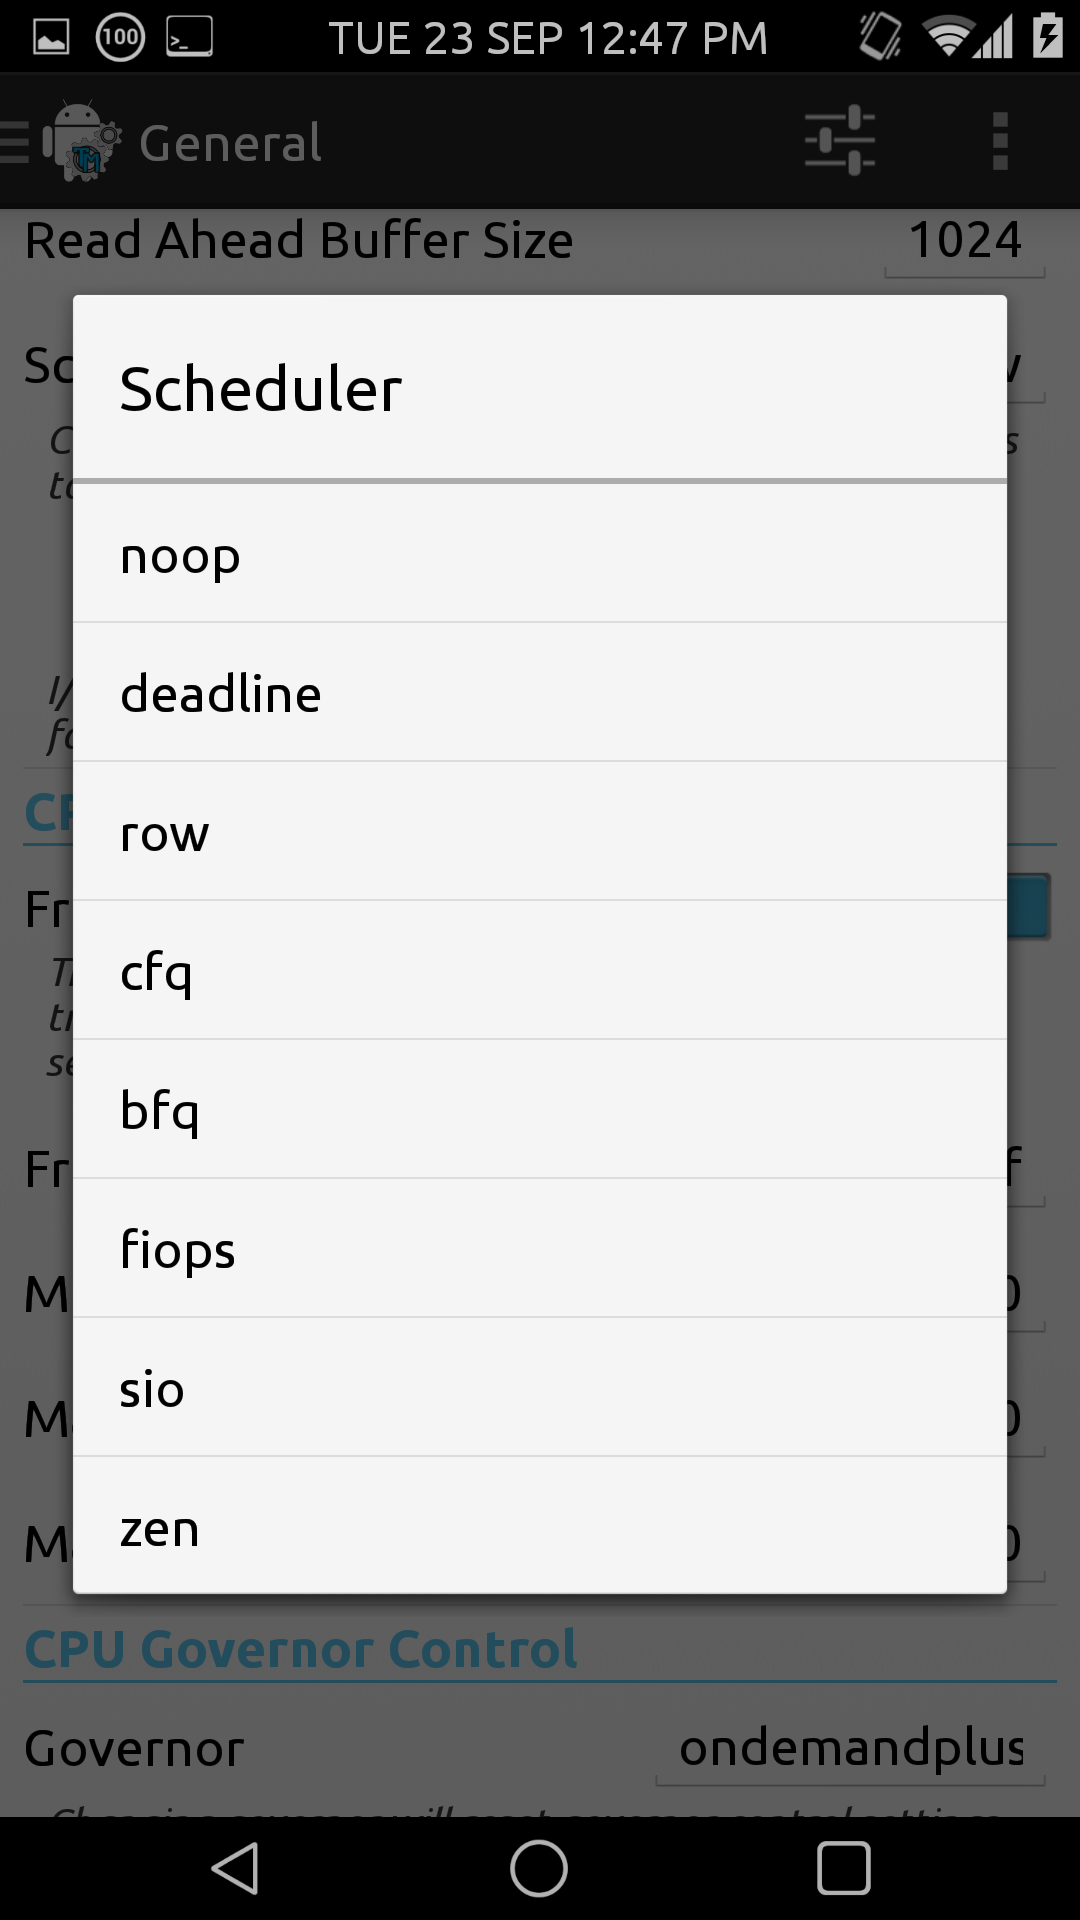 100
>_
TUE 23 SEP 12:47 PM
TM
General
Read Ahead Buffer Size 1024
Scheduler
noop
deadline
row
cfq
bfq
fiops
sio
zen
CPU Governor Control
Governor ondemandplus